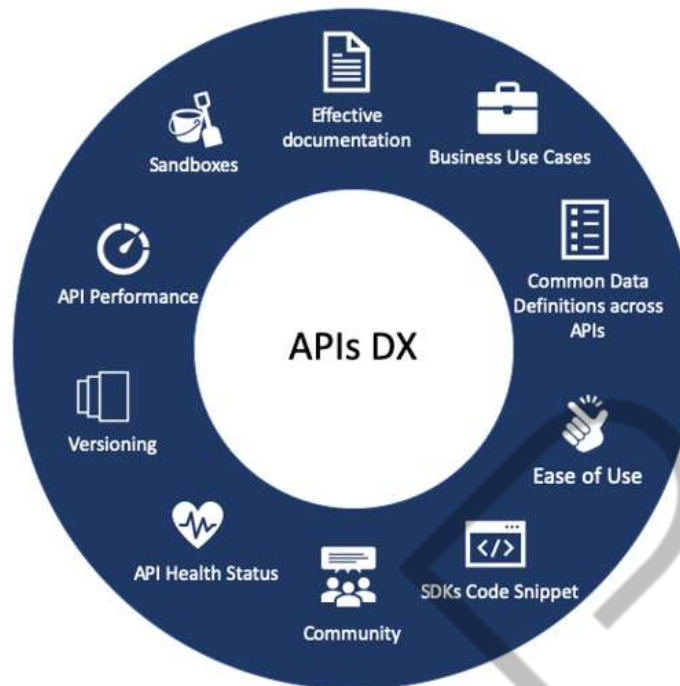 Effective
documentation
Business Use Cases
Common Data
Definitions across
APIs
Ease of Use
</>
SDKs Code Snippet
Community
API Health Status
Versioning
API Performance
Sandboxes
APIs DX